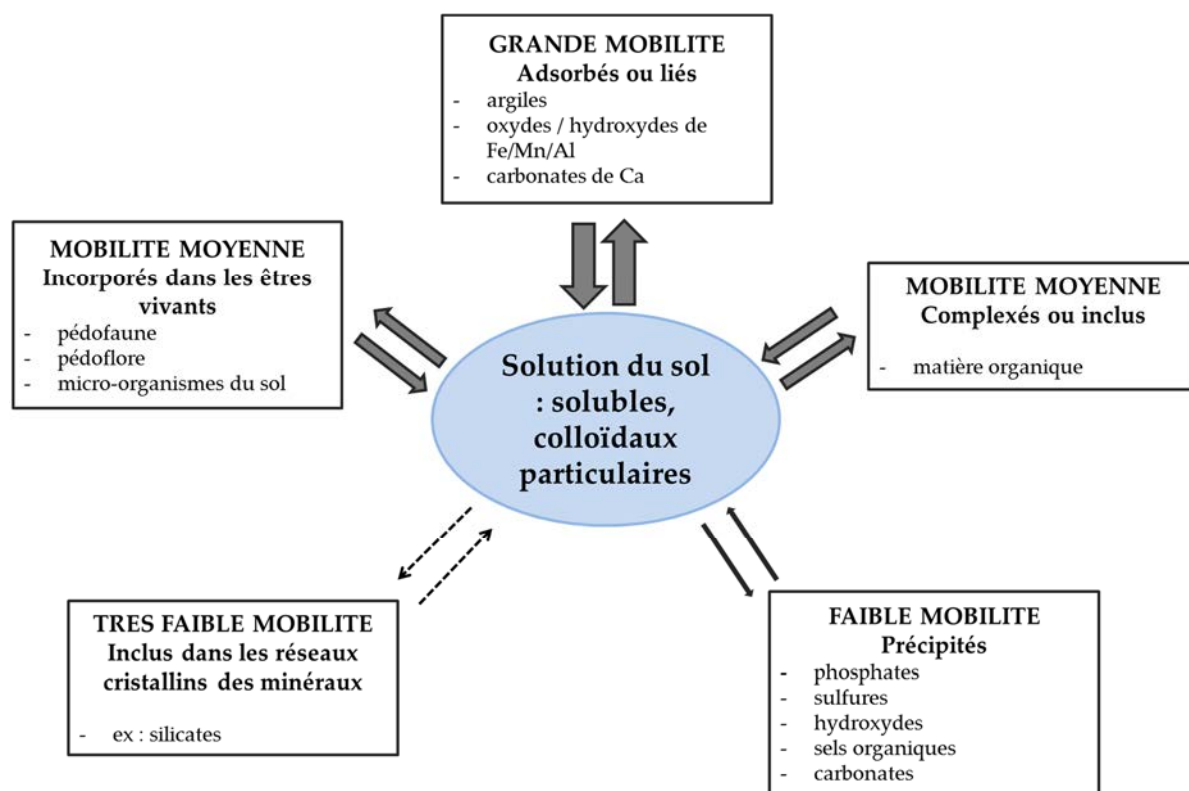 GRANDE MOBILITE
Adsorbés ou liés
- argiles
- oxydes / hydroxydes de
Fe/Mn/Al
- carbonates de Ca
MOBILITE MOYENNE
Incorporés dans les êtres
vivants
- pédofaune
- pédoflore
- micro-organismes du sol
MOBILITE MOYENNE
Complexés ou inclus
- matière organique
Solution du sol
: solubles,
colloïdaux
particulaires
TRES FAIBLE MOBILITE
Inclus dans les réseaux
cristallins des minéraux
- ex : silicates
FAIBLE MOBILITE
Précipités
- phosphates
- sulfures
- hydroxydes
- sels organiques
- carbonates